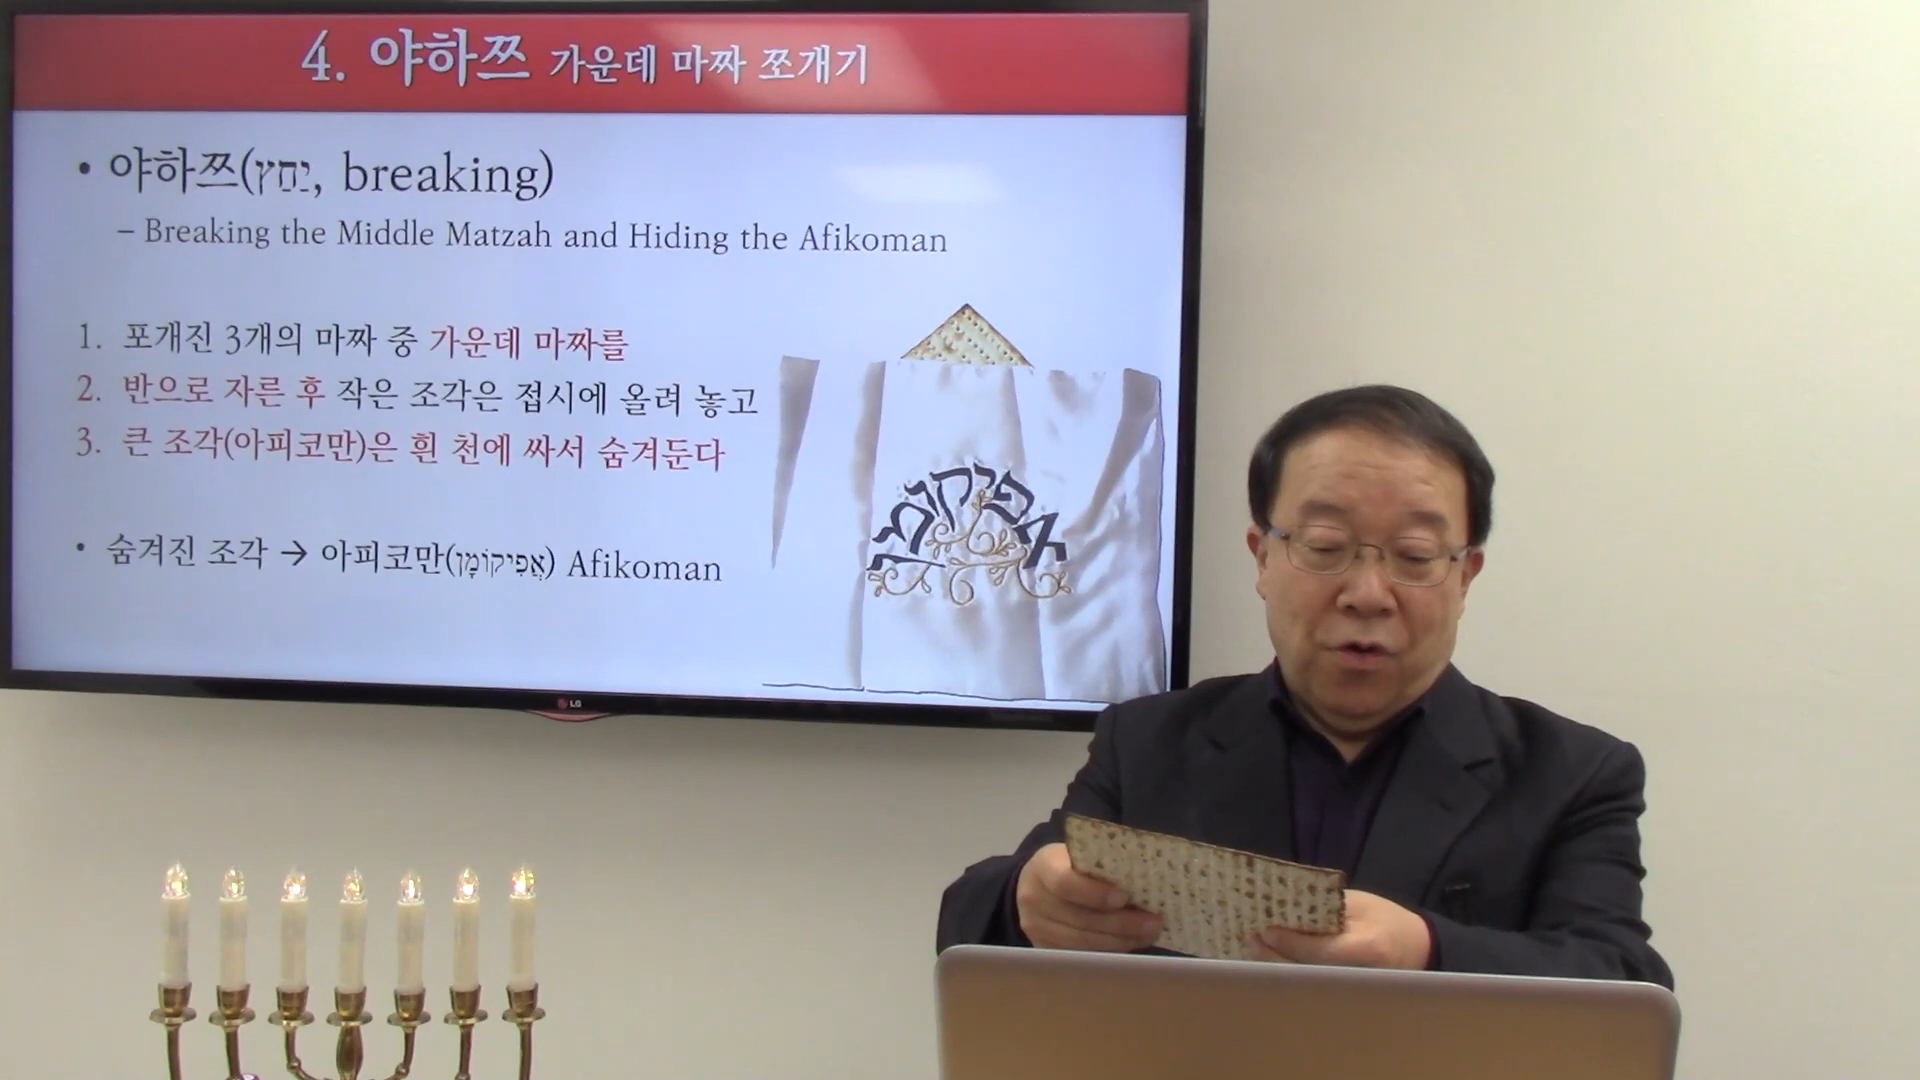 4. 야하쯔 가운데 마짜 쪼개기
• 야하쯔(יחץ, breaking)
– Breaking the Middle Matzah and Hiding the Afikoman
1. 포개진 3개의 마짜 중 가운데 마짜를
2. 반으로 자른 후 작은 조각은 접시에 올려 놓고
3. 큰 조각(아피코만)은 흰 천에 싸서 숨겨둔다
אפיקומן
• 숨겨진 조각 → 아피코만(אֲפִיקוֹמָן) Afikoman
LG